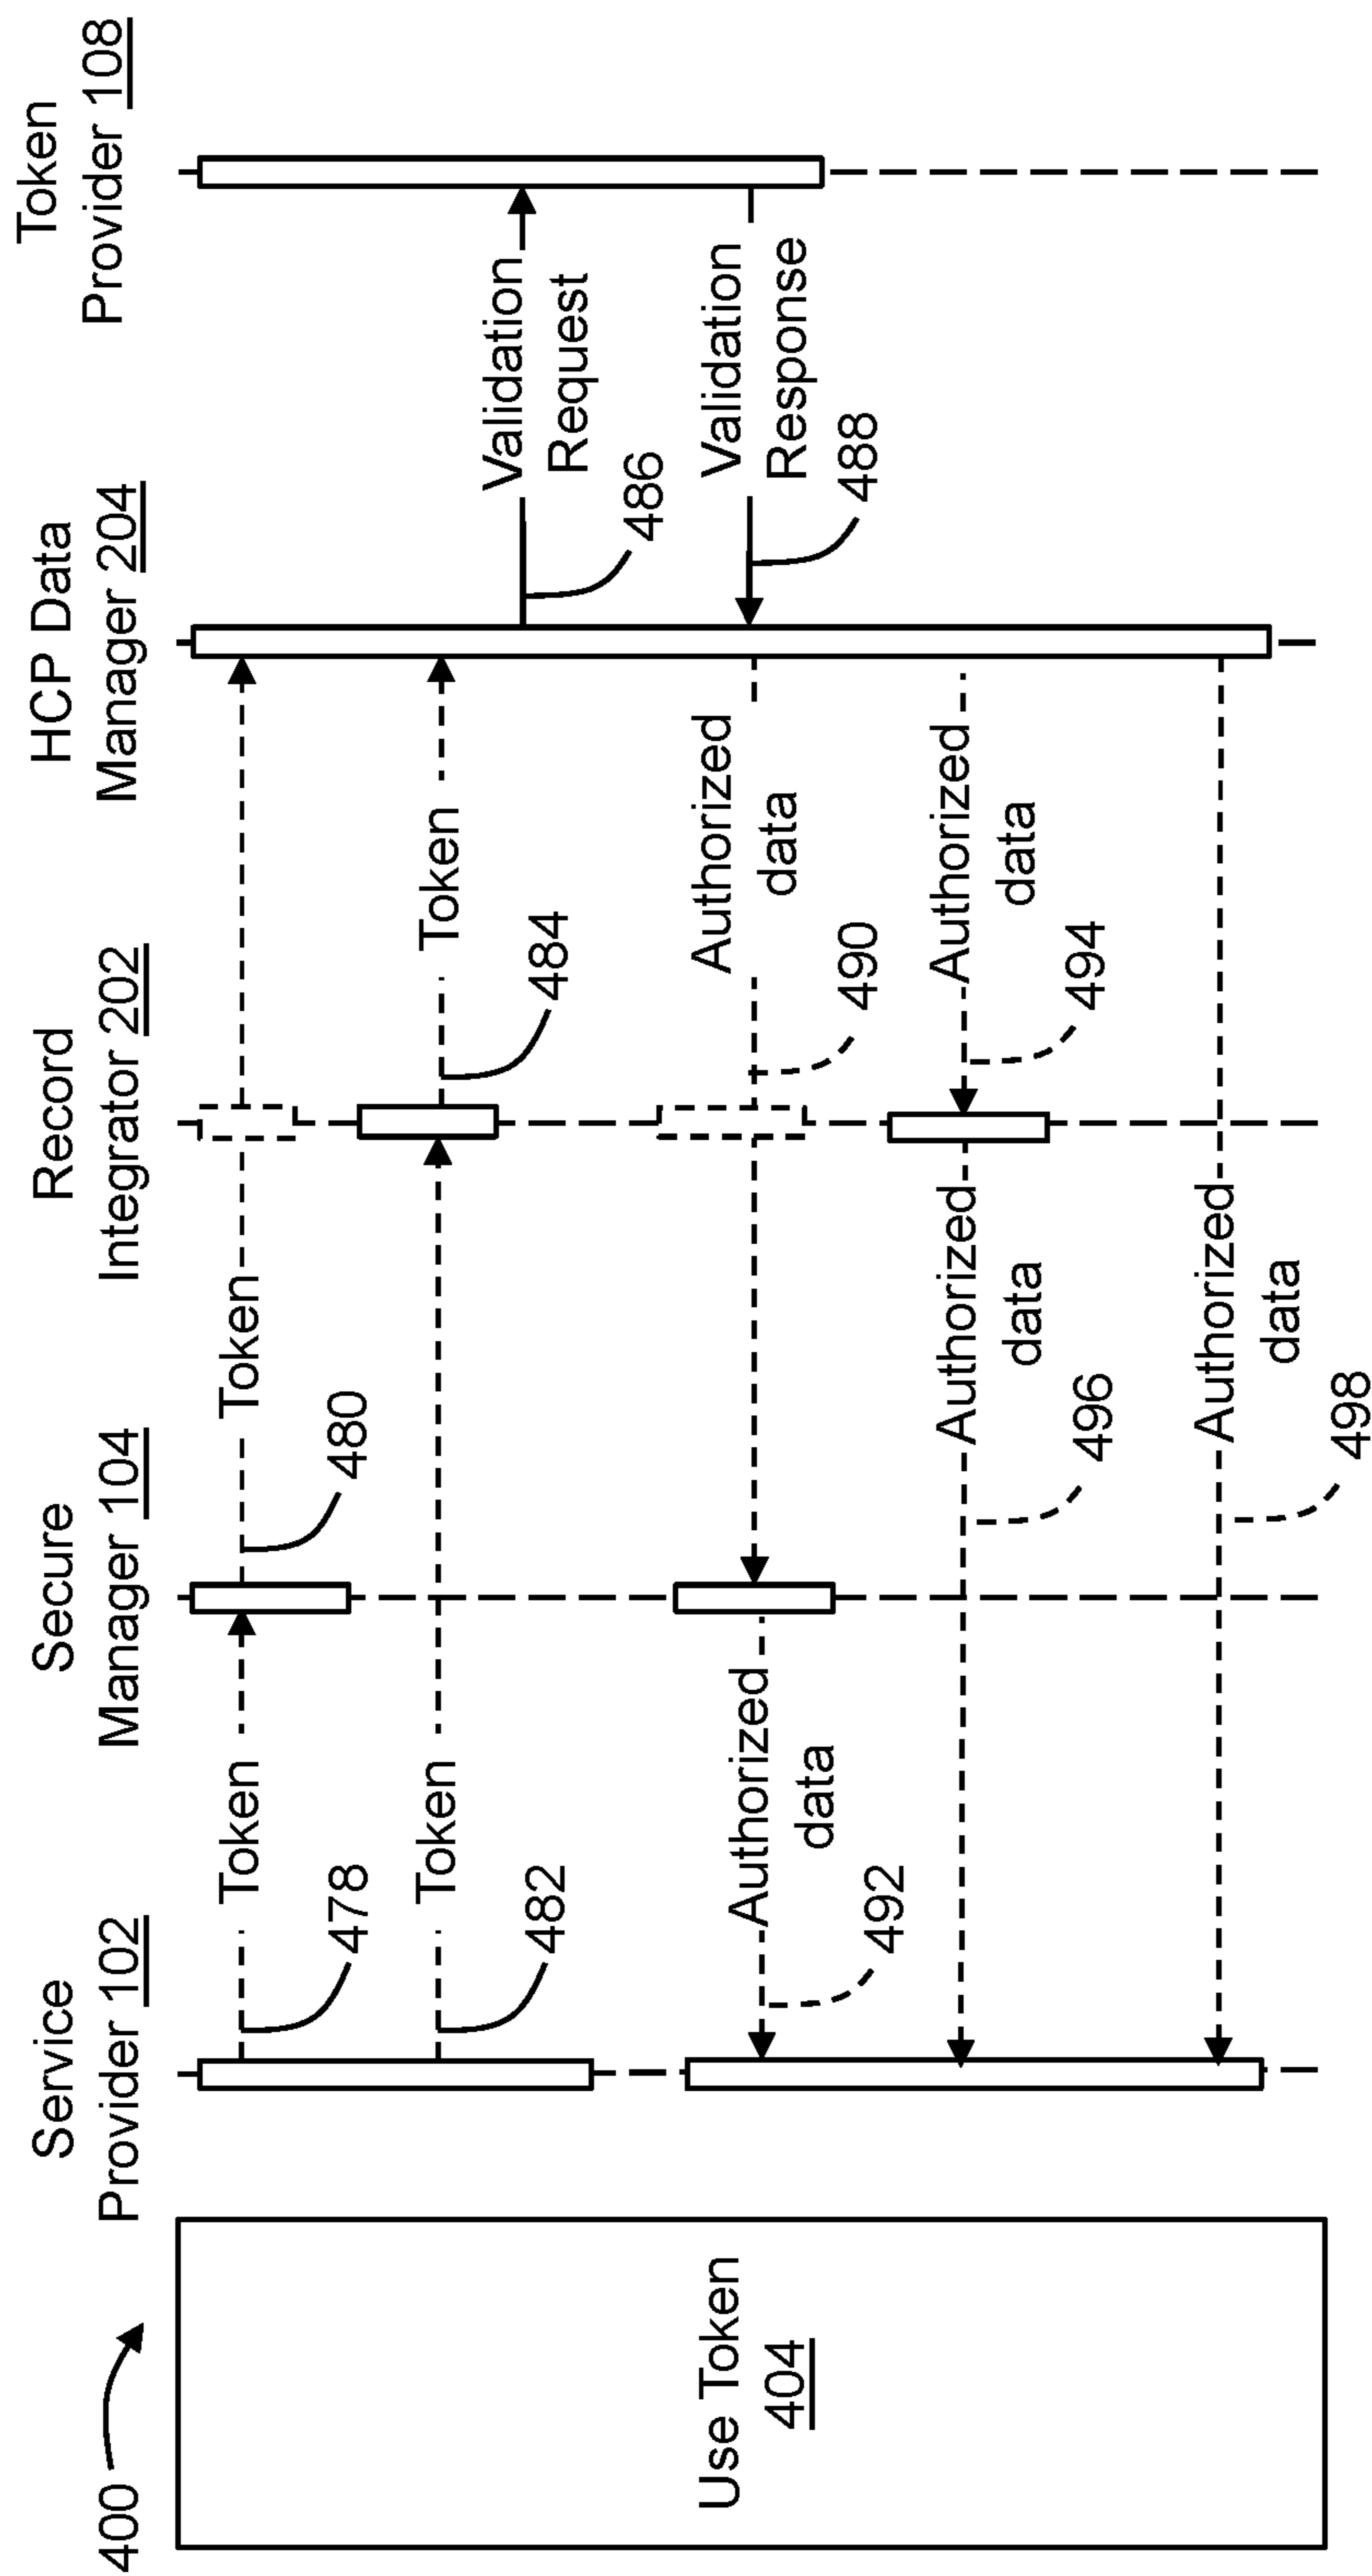 400
Service
Provider 102
Secure
Manager 104
Record
Integrator 202
HCP Data
Manager 204
Token
Provider 108
Use Token
404
Token
478
Token
480
Token
482
Token
484
Validation
Request
486
Validation
Response
488
Authorized
data
490
Authorized
data
492
Authorized
data
494
Authorized
data
496
Authorized
data
498